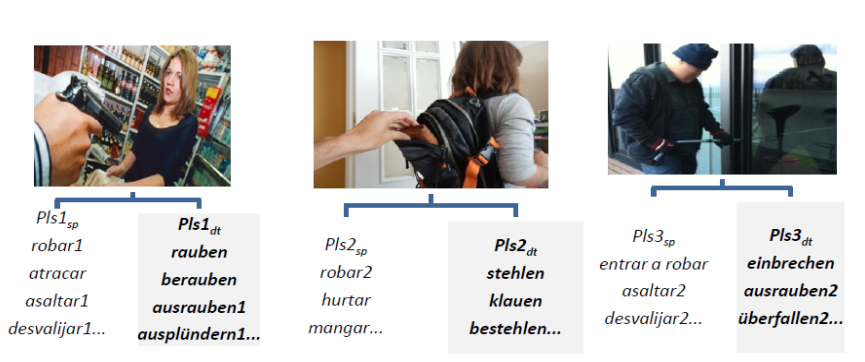 Pls1sp
robar1
atracar
asaltar1
desvalijar1...
Pls1dt
rauben
berauben
ausrauben1
ausplündern1...
Pls2sp
robar2
hurtar
mangar...
Pls2dt
stehlen
klauen
bestehlen...
Pls3sp
entrar a robar
asaltar2
desvalijar2...
Pls3dt
einbrechen
ausrauben2
überfallen2...